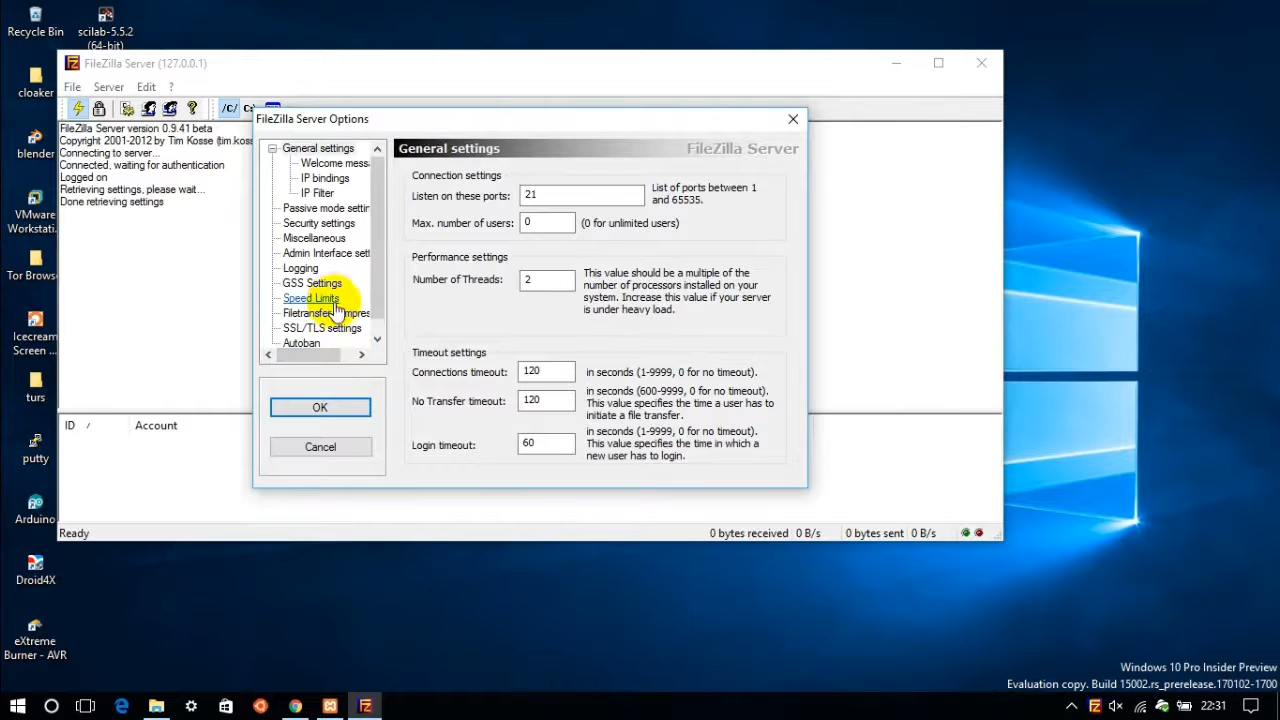 Recycle Bin
scilab-5.5.2
(64-bit)
cloaker
blender
VMware
Workstati...
Tor Browse
Icecream
Screen ...
turs
putty
Arduino
Droid4X
eXtreme
Burner - AVR
FileZilla Server (127.0.0.1)
File Server Edit ?
/C/ C:\
FileZilla Server version 0.9.41 beta
Copyright 2001-2012 by Tim Kosse (tim.koss
Connecting to server...
Connected, waiting for authentication
Logged on
Retrieving settings, please wait...
Done retrieving settings
ID / Account
Ready
0 bytes received 0 B/s 0 bytes sent 0 B/s
FileZilla Server Options
General settings
Welcome mess
IP bindings
IP Filter
Passive mode settin
Security settings
Miscellaneous
Admin Interface sett
Logging
GSS Settings
Speed Limits
Filetransfer
SSL/TLS settings
Autoban
OK
Cancel
General settings FileZilla Server
Connection settings
Listen on these ports: 21 List of ports between 1
and 65535.
Max. number of users: 0 (0 for unlimited users)
Performance settings
Number of Threads: 2 This value should be a multiple of the
number of processors installed on your
system. Increase this value if your server
is under heavy load.
Timeout settings
Connections timeout: 120 in seconds (1-9999, 0 for no timeout).
No Transfer timeout: 120 in seconds (600-9999, 0 for no timeout).
This value specifies the time a user has to
initiate a file transfer.
Login timeout: 60 in seconds (1-9999, 0 for no timeout).
This value specifies the time in which a
new user has to login.
Windows 10 Pro Insider Preview
Evaluation copy. Build 15002.rs_prerelease.170102-1700
22:31